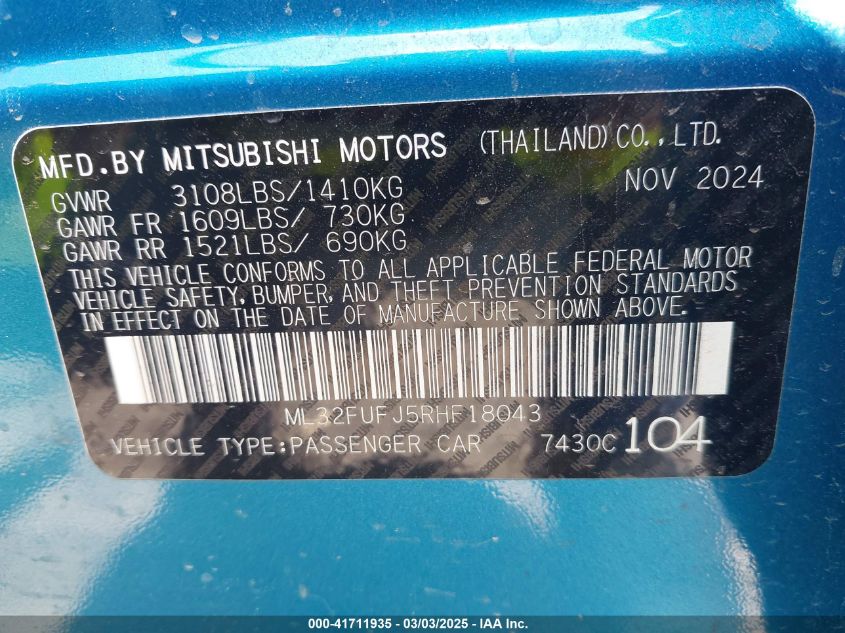 MFD.BY MITSUBISHI MOTORS (THAILAND) CO.,LTD.
GVWR 3108LBS/1410KG NOV 2024
GAWR FR 1609LBS/ 730KG
GAWR RR 1521LBS/ 690KG
THIS VEHICLE CONFORMS TO ALL APPLICABLE FEDERAL MOTOR
VEHICLE SAFETY, BUMPER, AND THEFT PREVENTION STANDARDS
IN EFFECT ON THE DATE OF MANUFACTURE SHOWN ABOVE.
ML32FUFJ5RHF18043
VEHICLE TYPE:PASSENGER CAR 7430C 104
000-41711935 - 03/03/2025 - IAA Inc.